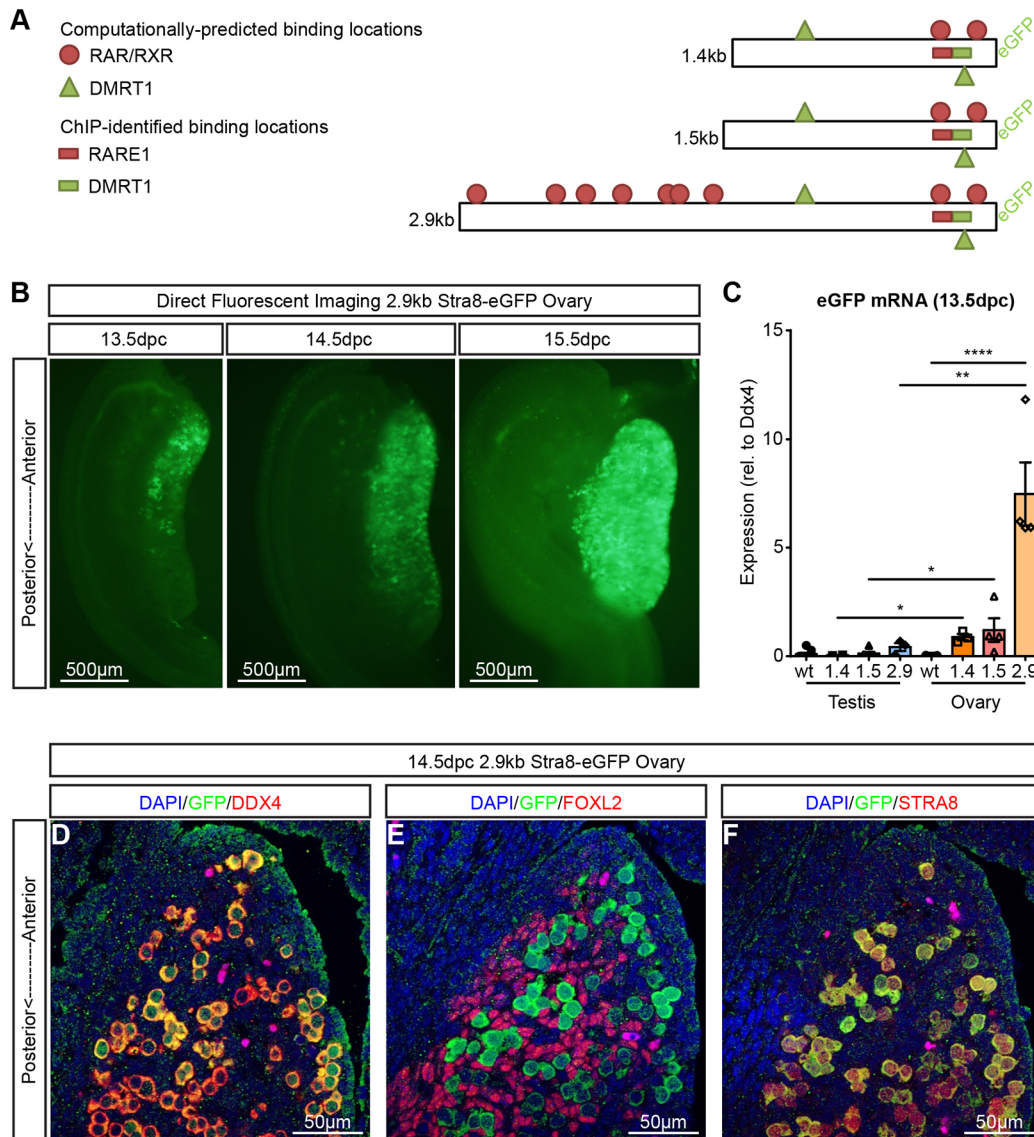 A
Computationally-predicted binding locations
RAR/RXR
DMRT1
ChIP-identified binding locations
RARE1
DMRT1
1.4kb
eGFP
1.5kb
eGFP
2.9kb
eGFP
B
Direct Fluorescent Imaging 2.9kb Stra8-eGFP Ovary
13.5dpc
14.5dpc
15.5dpc
Posterior<----------Anterior
500µm
500µm
500µm
C
eGFP mRNA (13.5dpc)
Expression (rel. to Ddx4)
15
10
5
0
****
**
*
*
wt 1.4 1.5 2.9 wt 1.4 1.5 2.9
Testis Ovary
14.5dpc 2.9kb Stra8-eGFP Ovary
DAPI/GFP/DDX4
DAPI/GFP/FOXL2
DAPI/GFP/STRA8
Posterior<----------Anterior
D
E
F
50µm
50µm
50µm